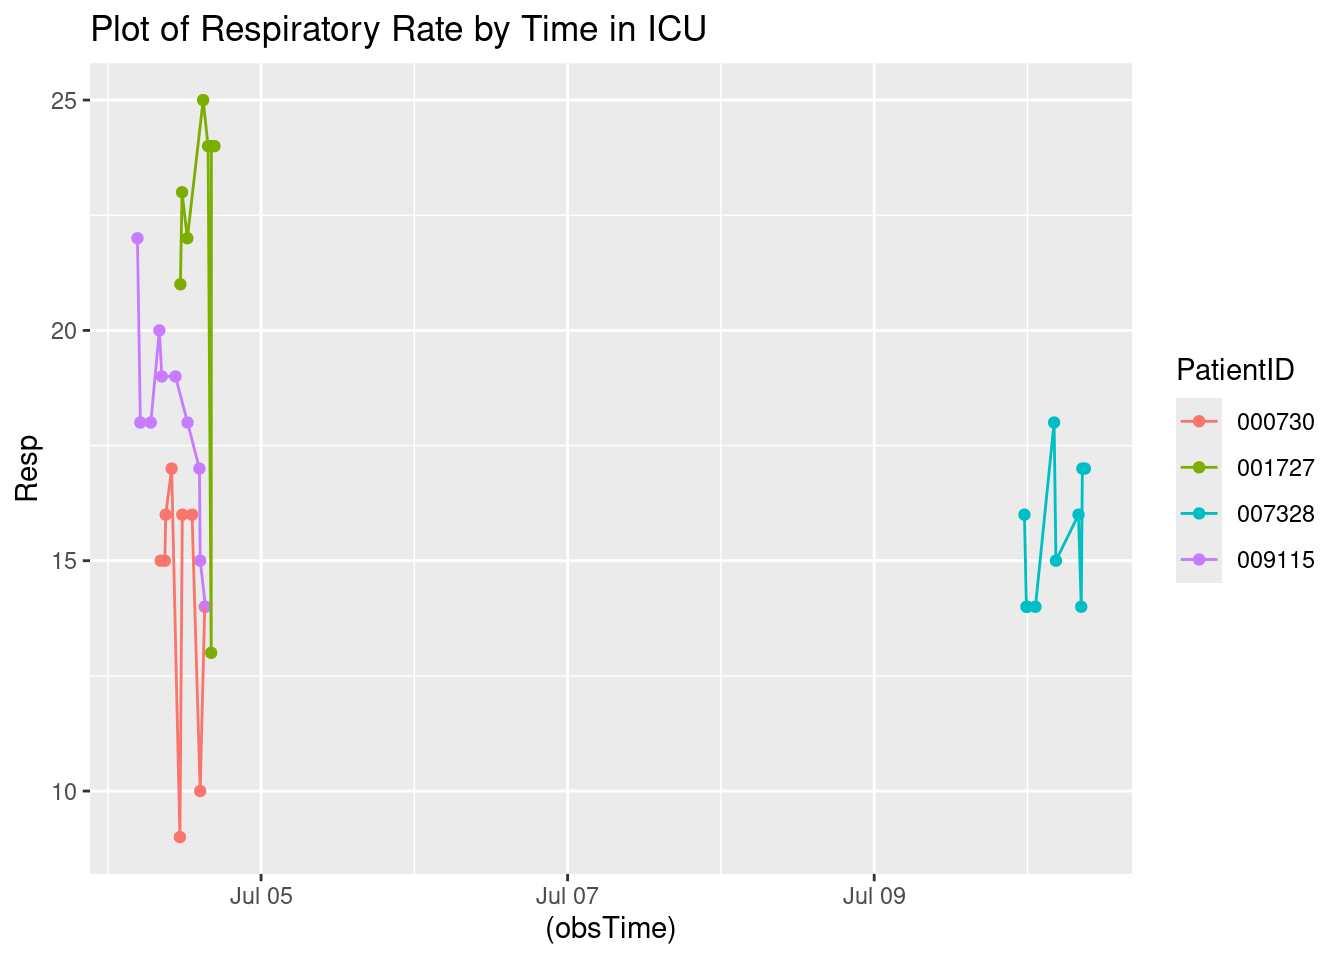 Plot of Respiratory Rate by Time in ICU
25
20
15
10
Resp
Jul 05
Jul 07
Jul 09
(obsTime)
PatientID
000730
001727
007328
009115